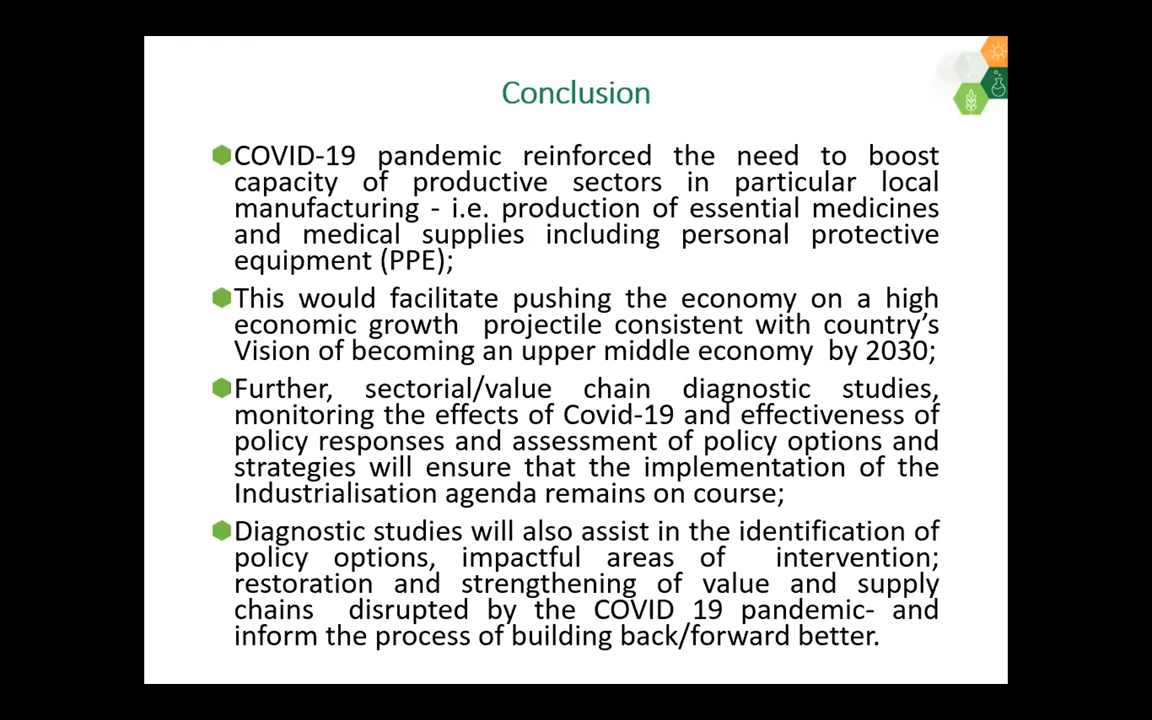 Conclusion
COVID-19 pandemic reinforced the need to boost
capacity of productive sectors in particular local
manufacturing - i.e. production of essential medicines
and medical supplies including personal protective
equipment (PPE);
This would facilitate pushing the economy on a high
economic growth projectile consistent with country's
Vision of becoming an upper middle economy by 2030;
Further, sectorial/value chain diagnostic studies,
monitoring the effects of Covid-19 and effectiveness of
policy responses and assessment of policy options and
strategies will ensure that the implementation of the
Industrialisation agenda remains on course;
Diagnostic studies will also assist in the identification of
policy options, impactful areas of intervention;
restoration and strengthening of value and supply
chains disrupted by the COVID 19 pandemic- and
inform the process of building back/forward better.